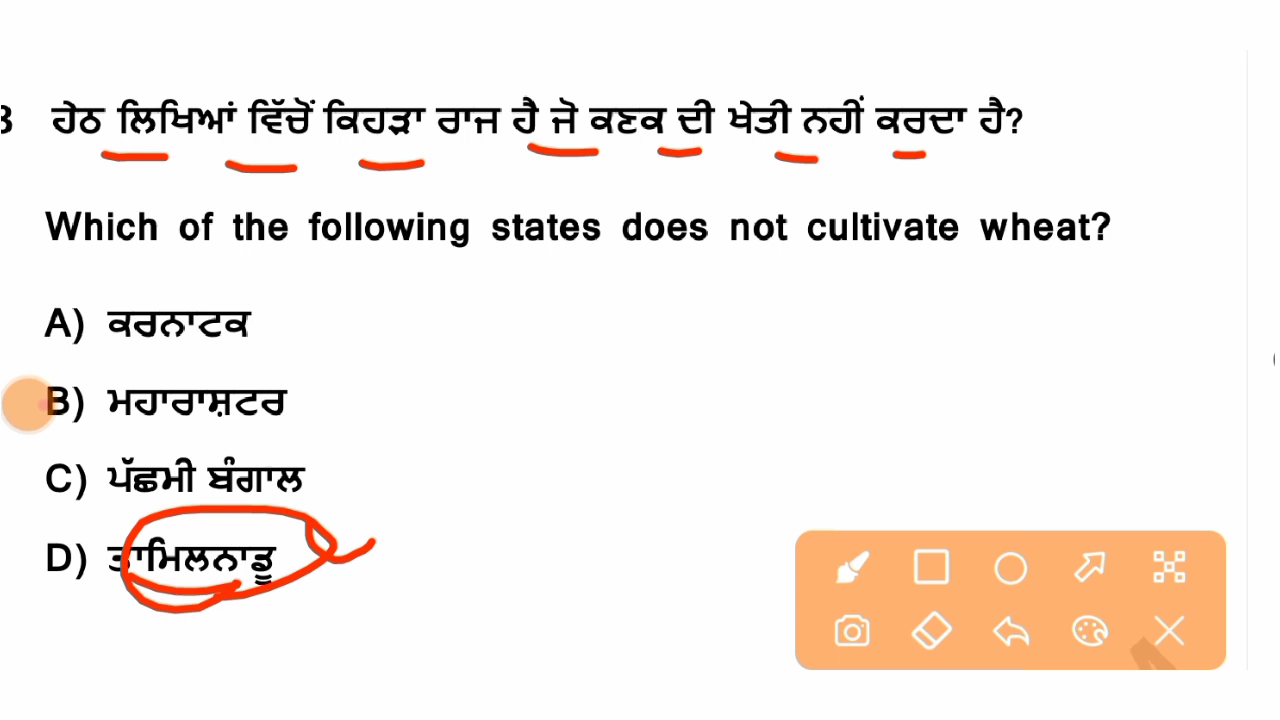 3 ਹੇਠ ਲਿਖਿਆਂ ਵਿੱਚੋਂ ਕਿਹੜਾ ਰਾਜ ਹੈ ਜੋ ਕਣਕ ਦੀ ਖੇਤੀ ਨਹੀਂ ਕਰਦਾ ਹੈ?
Which of the following states does not cultivate wheat?
A) ਕਰਨਾਟਕ
B) ਮਹਾਰਾਸ਼ਟਰ
C) ਪੱਛਮੀ ਬੰਗਾਲ
D) ਤਾਮਿਲਨਾਡੂ